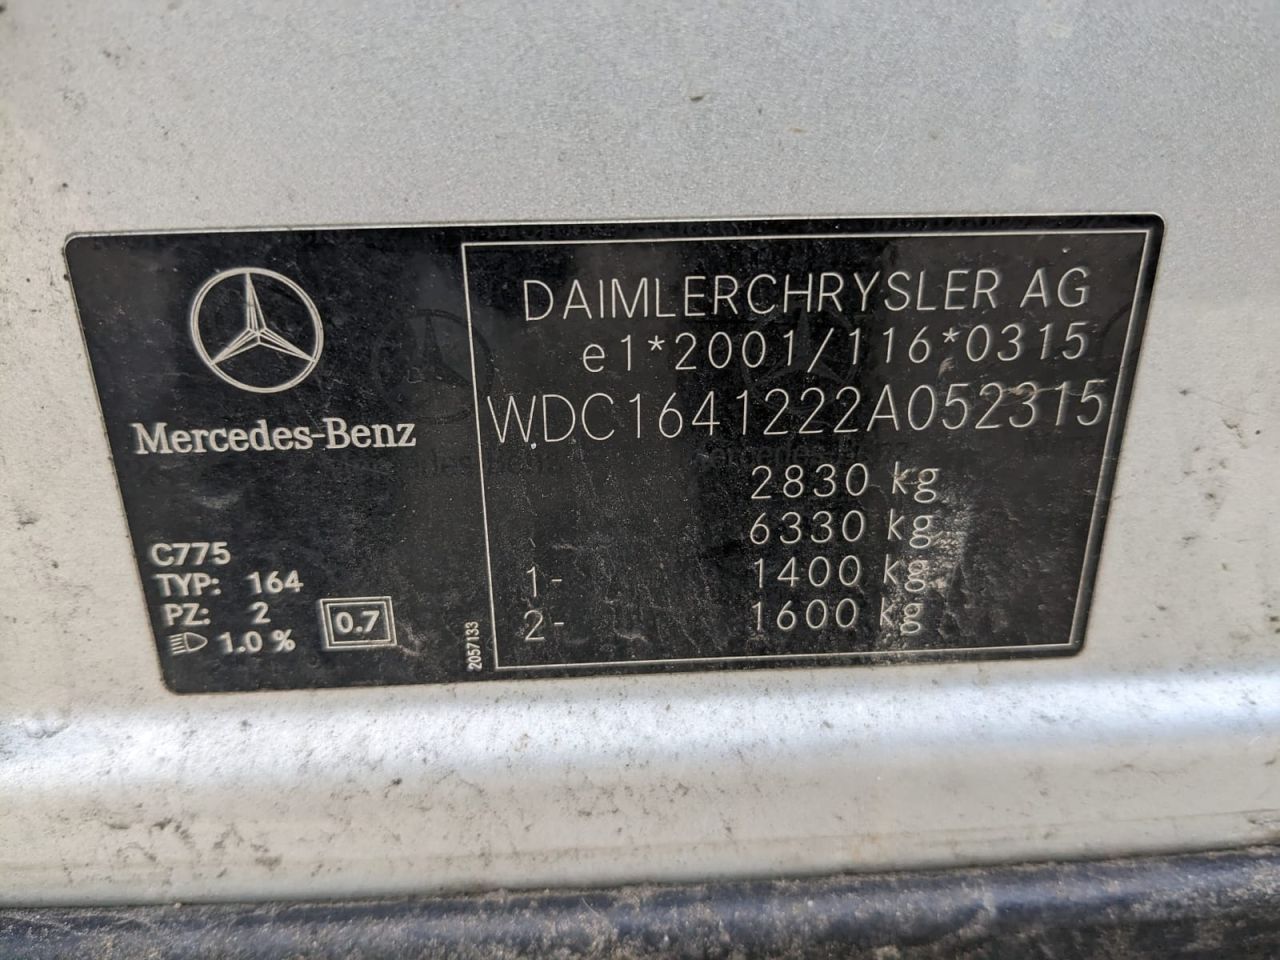 Mercedes-Benz
C775
TYP: 164
PZ: 2
1.0 %
0.7
2057133
DAIMLERCHRYSLER AG
e1*2001/116*0315
WDC1641222A052315
2830 kg
6330 kg
1- 1400 kg
2- 1600 kg